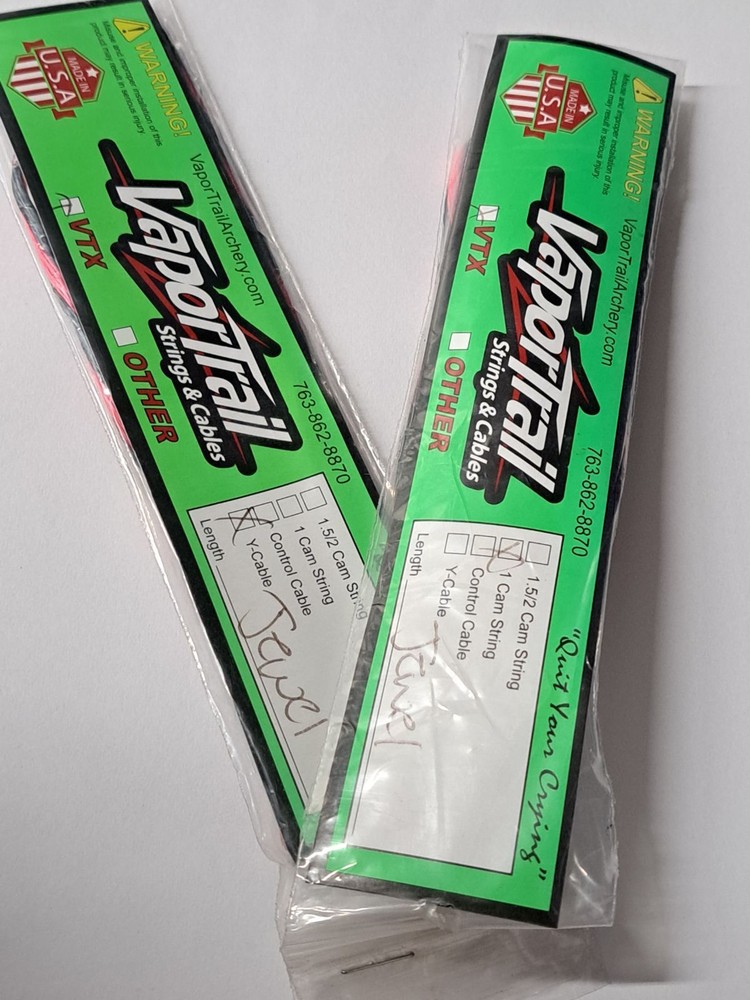 MADE IN
U.S.A
WARNING!
Misuse and improper installation of this
product may result in serious injury.
VaporTrailArchery.com
763-862-8870
VaporTrail
Strings & Cables
VTX
OTHER
1.5/2 Cam String
1 Cam String
Control Cable
Y-Cable
Length
Jewel
MADE IN
U.S.A
WARNING!
Misuse and improper installation of this
product may result in serious injury.
VaporTrailArchery.com
763-862-8870
"Quit Your Crying"
VaporTrail
Strings & Cables
VTX
OTHER
1.5/2 Cam String
1 Cam String
Control Cable
Y-Cable
Length
Jewel